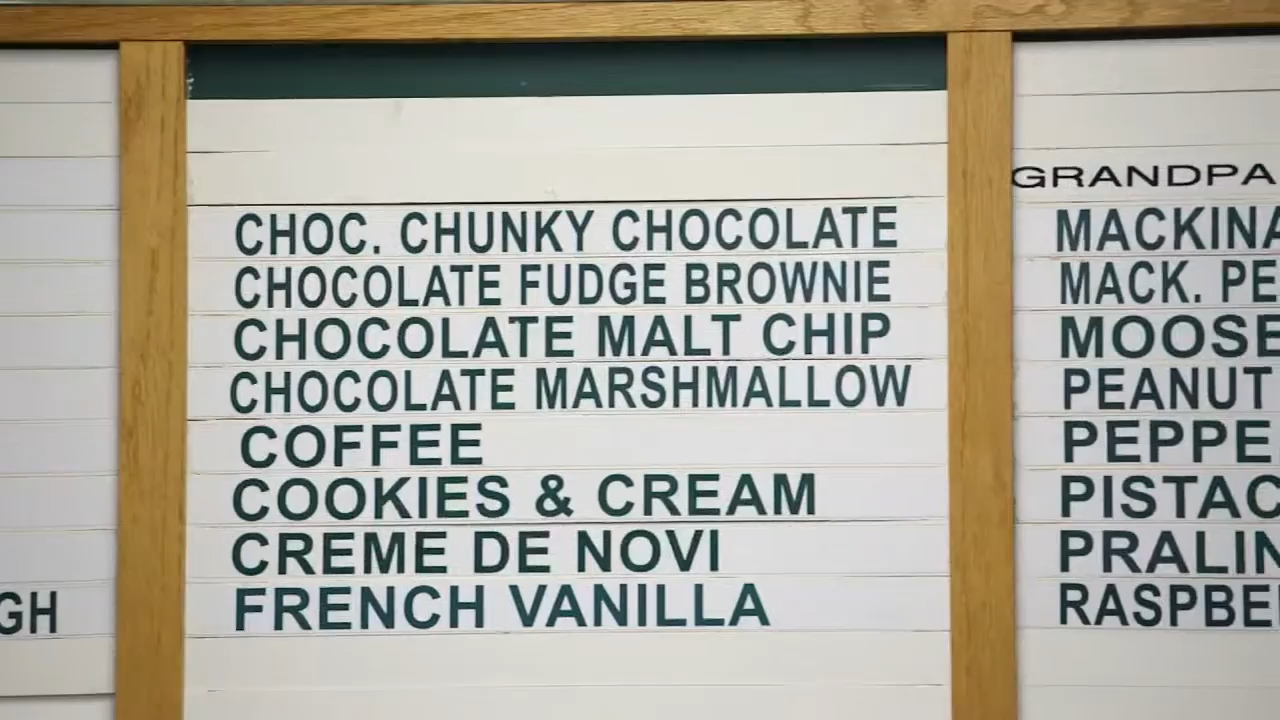 GH
CHOC. CHUNKY CHOCOLATE
CHOCOLATE FUDGE BROWNIE
CHOCOLATE MALT CHIP
CHOCOLATE MARSHMALLOW
COFFEE
COOKIES & CREAM
CREME DE NOVI
FRENCH VANILLA
GRANDPA
MACKINA
MACK. PE
MOOSE
PEANUT
PEPPE
PISTAC
PRALIN
RASPBE